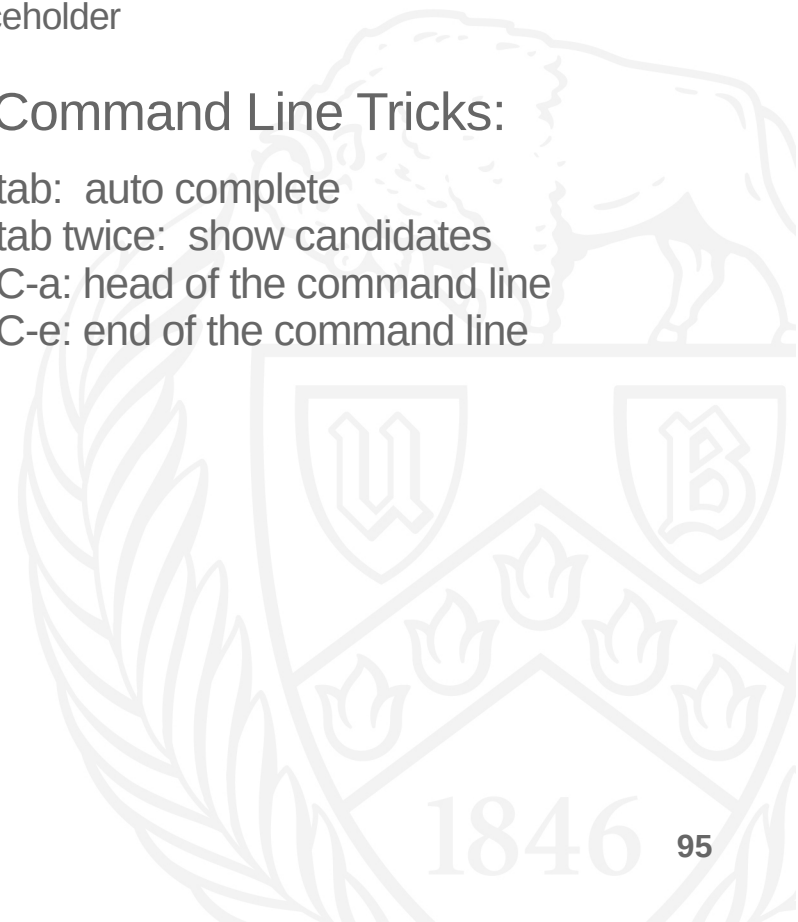 ceholder
Command Line Tricks:
tab:  auto complete
tab twice:  show candidates
C-a: head of the command line
C-e: end of the command line
U B
1846
95